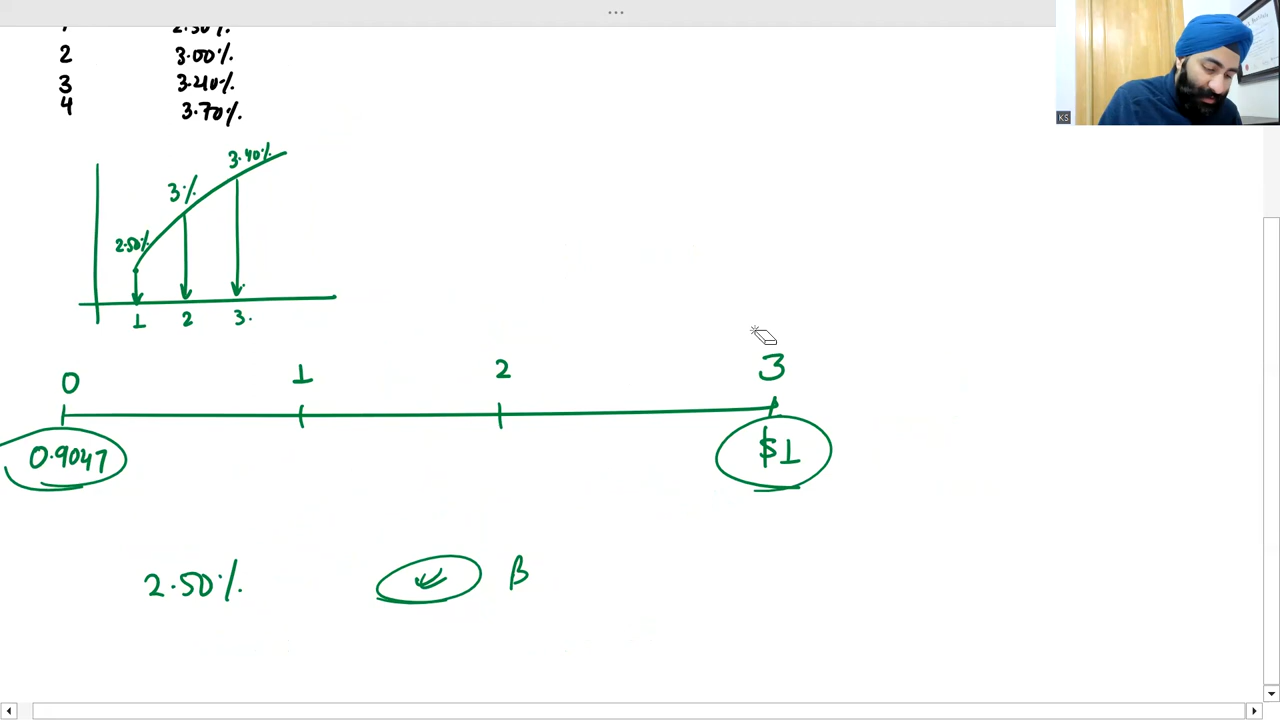 2 3.00%
3 3.40%
4 3.70%
3.40%
3%
2.50%
1 2 3.
0 1 2 3
0.9047 $1
2.50% B
KS